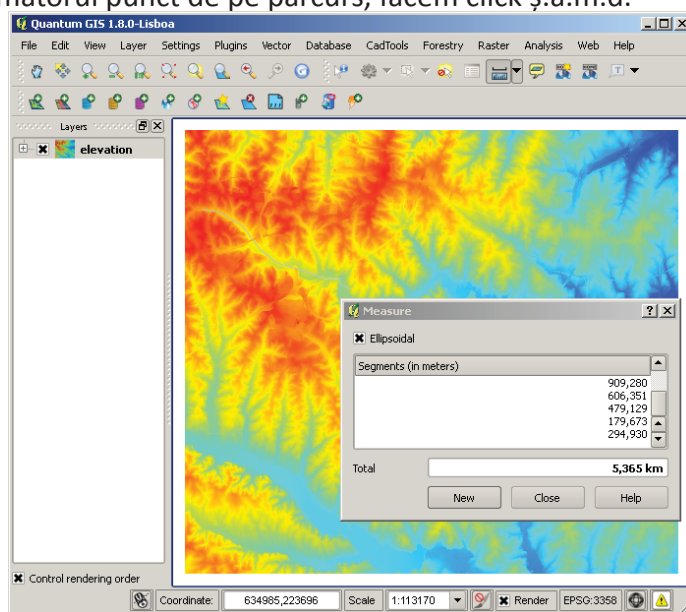 matorul punct de pe parcurs, facem click ș.a.m.d.
Quantum GIS 1.8.0-Lisboa
File Edit View Layer Settings Plugins Vector Database CadTools Forestry Raster Analysis Web Help
Layers
elevation
Measure
Ellipsoidal
Segments (in meters)
909,280
606,351
479,129
179,673
294,930
Total 5,365 km
New Close Help
Control rendering order
Coordinate: 634985,223696 Scale 1:113170 Render EPSG:3358